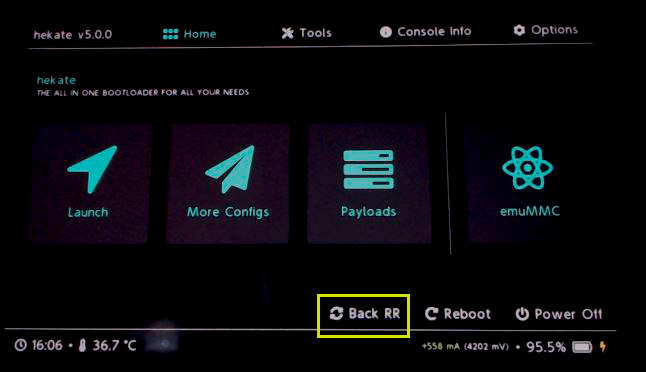 hekate v5.0.0 Home Tools Console Info Options
hekate
THE ALL IN ONE BOOTLOADER FOR ALL YOUR NEEDS
Launch More Configs Payloads emuMMC
Back RR Reboot Power Off
16:06 • 36.7 °C +558 mA (4202 mV) • 95.5%